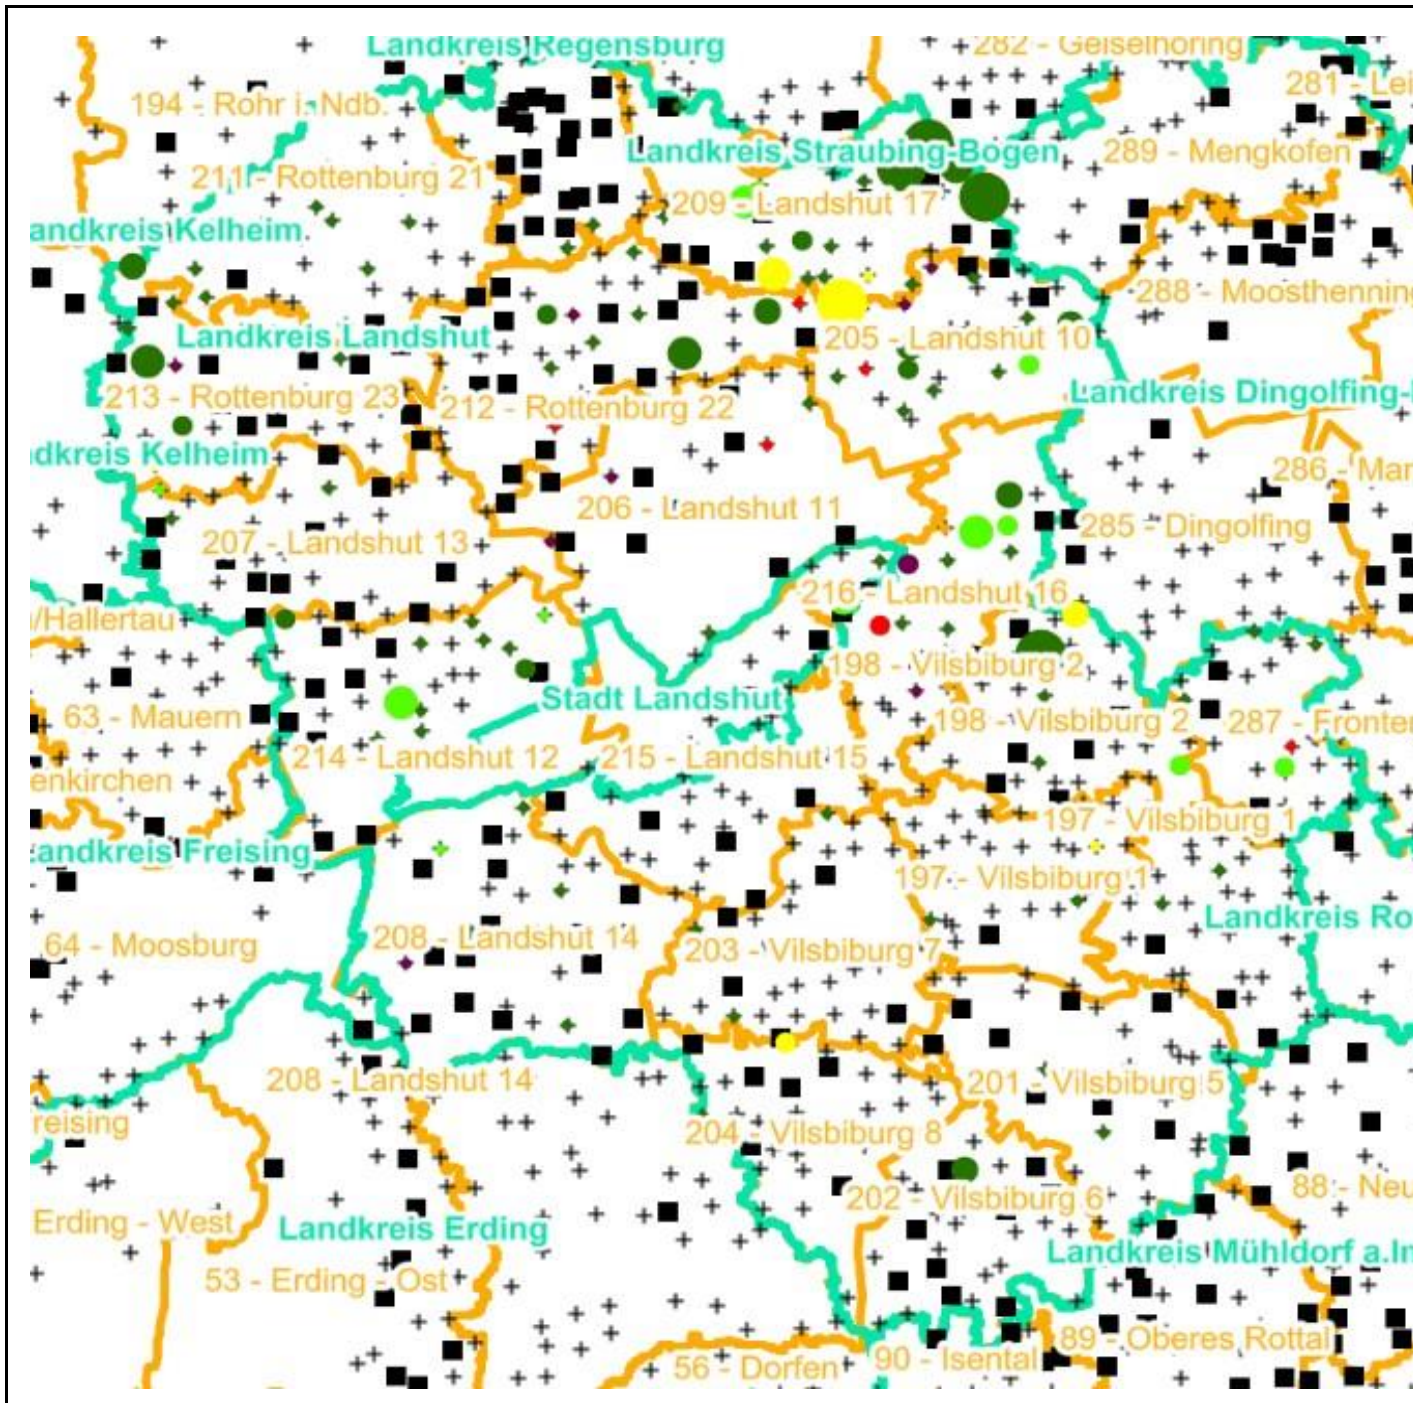 Landkreis Regensburg
282 - Geiselhöring
281 - Lei
194 - Rohr i. Ndb.
Landkreis Straubing-Bogen
289 - Mengkofen
211 - Rottenburg 21
209 - Landshut 17
andkreis Kelheim
288 - Moosthenning
Landkreis Landshut
205 - Landshut 10
Landkreis Dingolfing-
213 - Rottenburg 23
212 - Rottenburg 22
dkreis Kelheim
286 - Mar
206 - Landshut 11
285 - Dingolfing
207 - Landshut 13
216 - Landshut 16
/Hallertau
198 - Vilsbiburg 2
Stadt Landshut
63 - Mauern
198 - Vilsbiburg 2
287 - Fronten
214 - Landshut 12
215 - Landshut 15
enkirchen
197 - Vilsbiburg 1
andkreis Freising
197 - Vilsbiburg 1
Landkreis Ro
64 - Moosburg
208 - Landshut 14
203 - Vilsbiburg 7
208 - Landshut 14
201 - Vilsbiburg 5
reising
204 - Vilsbiburg 8
88 - Neu
202 - Vilsbiburg 6
Erding - West
Landkreis Erding
Landkreis Mühldorf a.In
53 - Erding - Ost
89 - Oberes Rottal
56 - Dorfen
90 - Isental